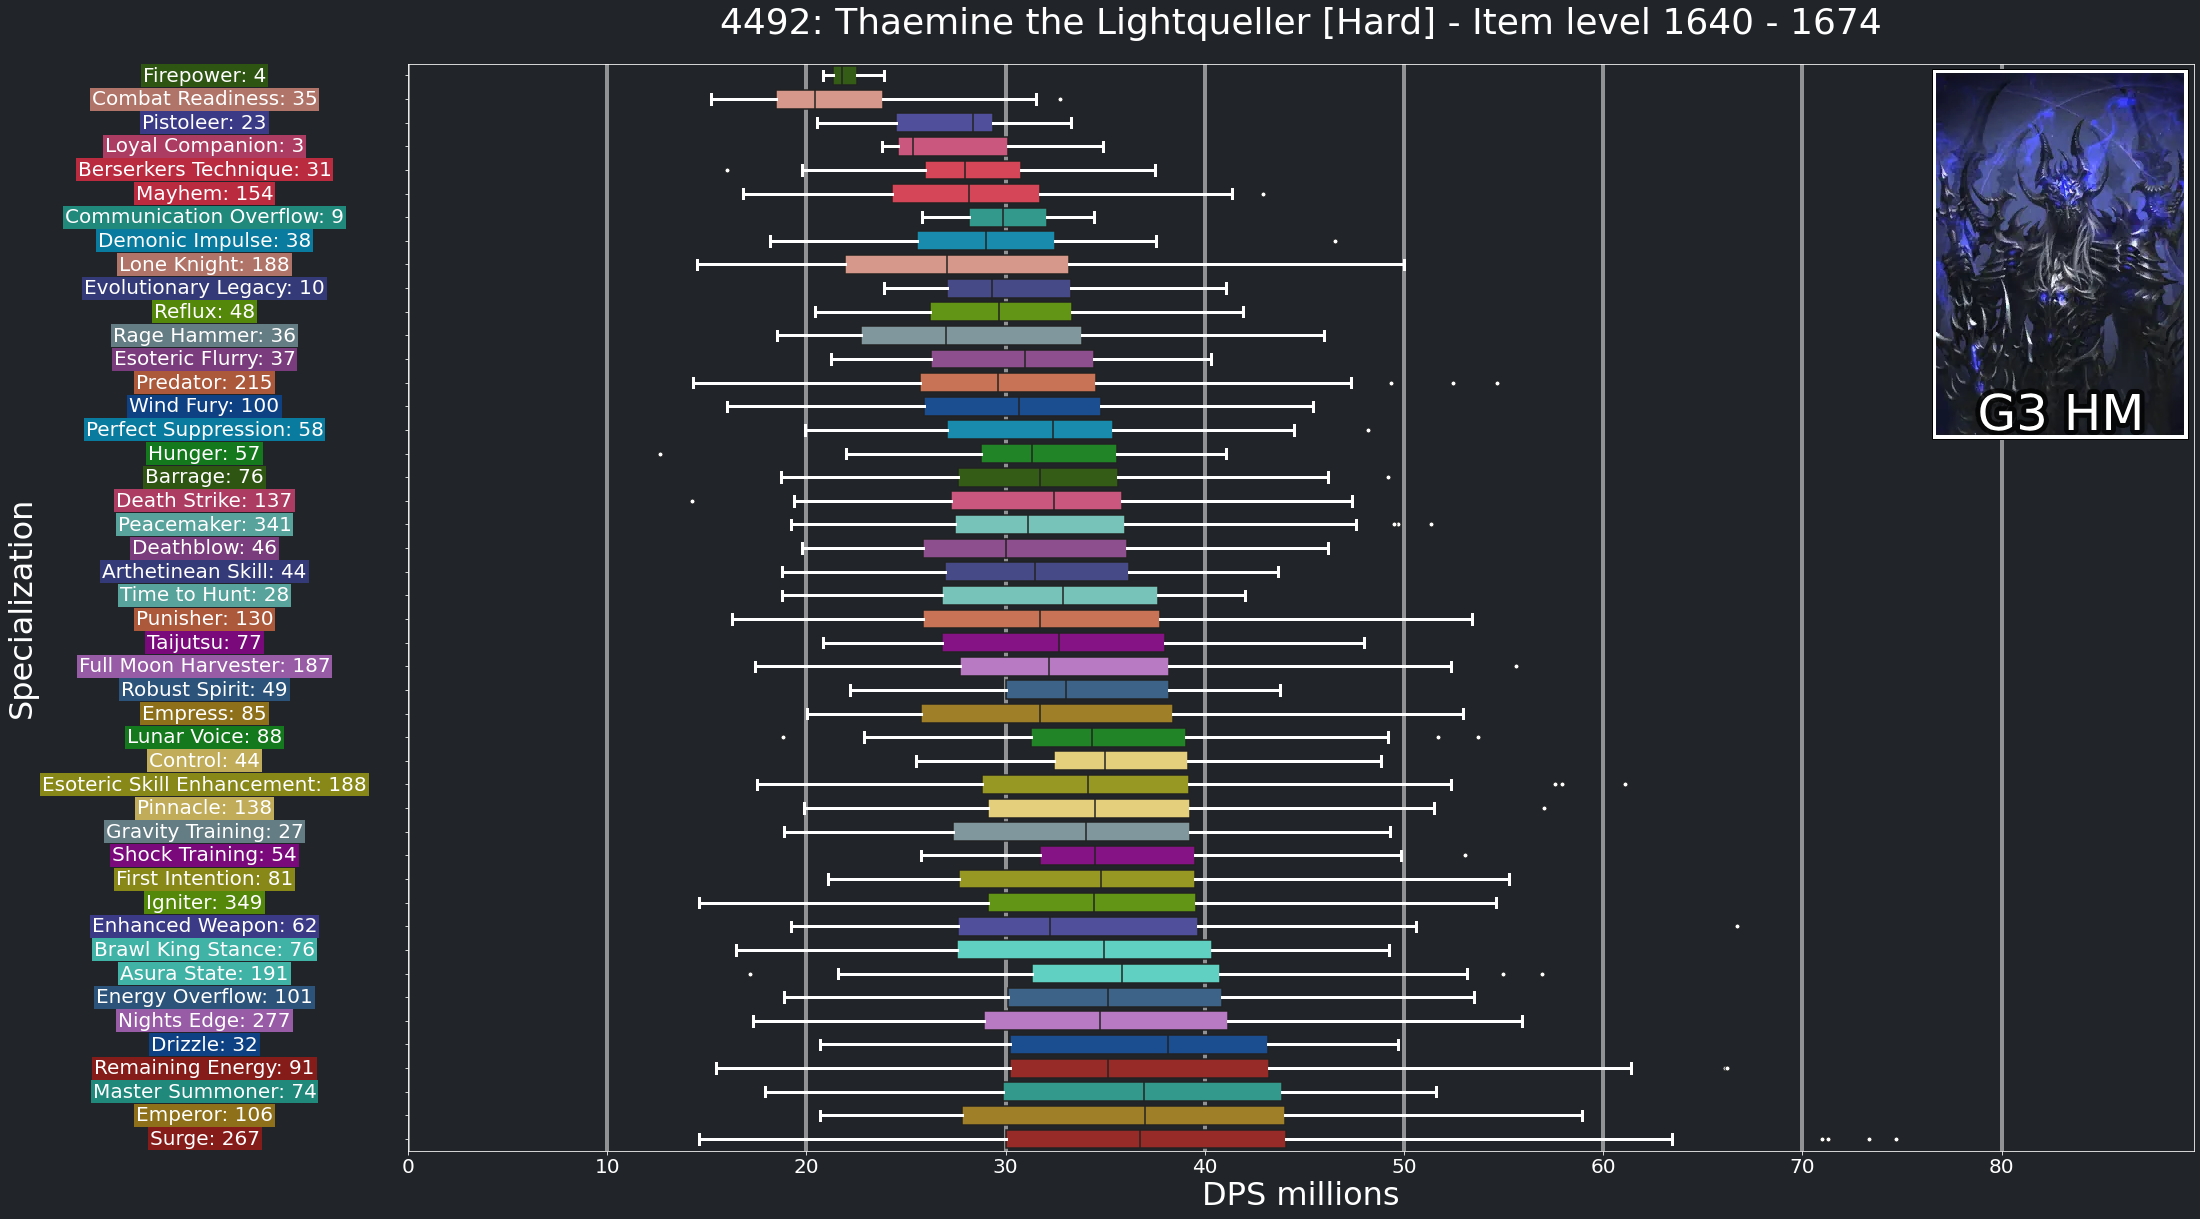 4492: Thaemine the Lightqueller [Hard] - Item level 1640 - 1674
Firepower: 4
Combat Readiness: 35
Pistoleer: 23
Loyal Companion: 3
Berserkers Technique: 31
Mayhem: 154
Communication Overflow: 9
Demonic Impulse: 38
Lone Knight: 188
Evolutionary Legacy: 10
Reflux: 48
Rage Hammer: 36
Esoteric Flurry: 37
Predator: 215
Wind Fury: 100
Perfect Suppression: 58
Hunger: 57
Barrage: 76
Death Strike: 137
Peacemaker: 341
Deathblow: 46
Arthetinean Skill: 44
Time to Hunt: 28
Punisher: 130
Taijutsu: 77
Full Moon Harvester: 187
Robust Spirit: 49
Empress: 85
Lunar Voice: 88
Control: 44
Esoteric Skill Enhancement: 188
Pinnacle: 138
Gravity Training: 27
Shock Training: 54
First Intention: 81
Igniter: 349
Enhanced Weapon: 62
Brawl King Stance: 76
Asura State: 191
Energy Overflow: 101
Nights Edge: 277
Drizzle: 32
Remaining Energy: 91
Master Summoner: 74
Emperor: 106
Surge: 267
Specialization
G3 HM
0 10 20 30 40 50 60 70 80
DPS millions